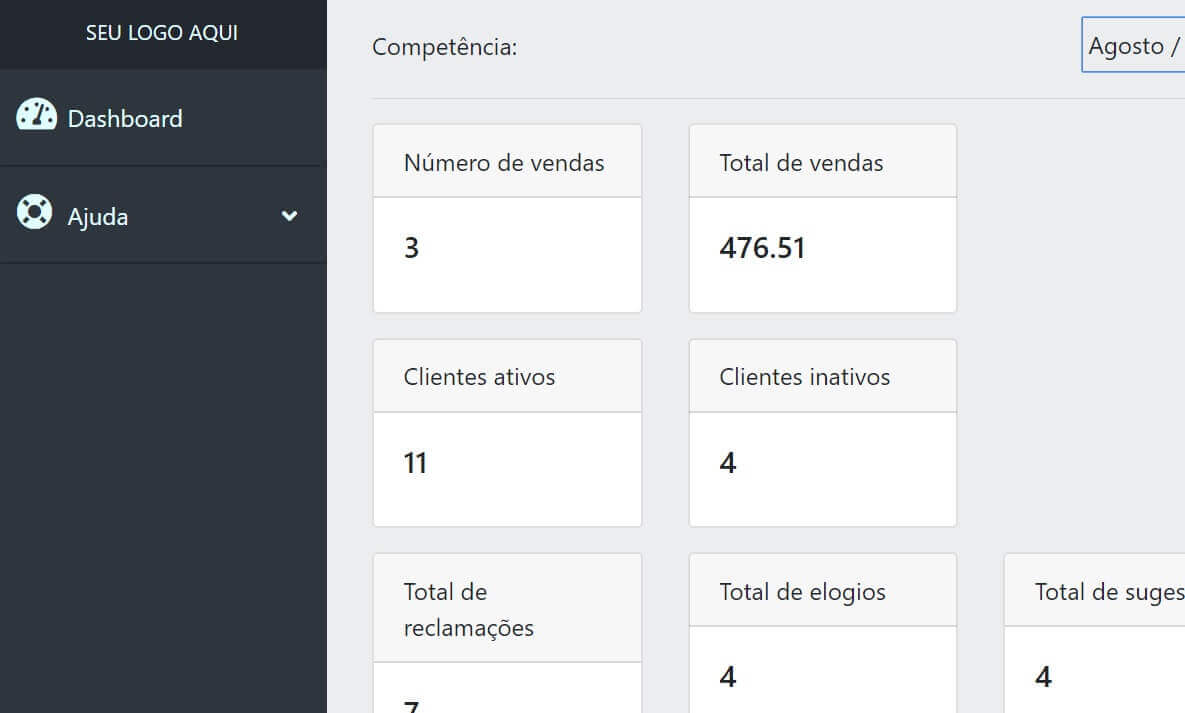 SEU LOGO AQUI
Dashboard
Ajuda
Competência:
Agosto /
Número de vendas
3
Total de vendas
476.51
Clientes ativos
11
Clientes inativos
4
Total de
reclamações
7
Total de elogios
4
Total de suges
4